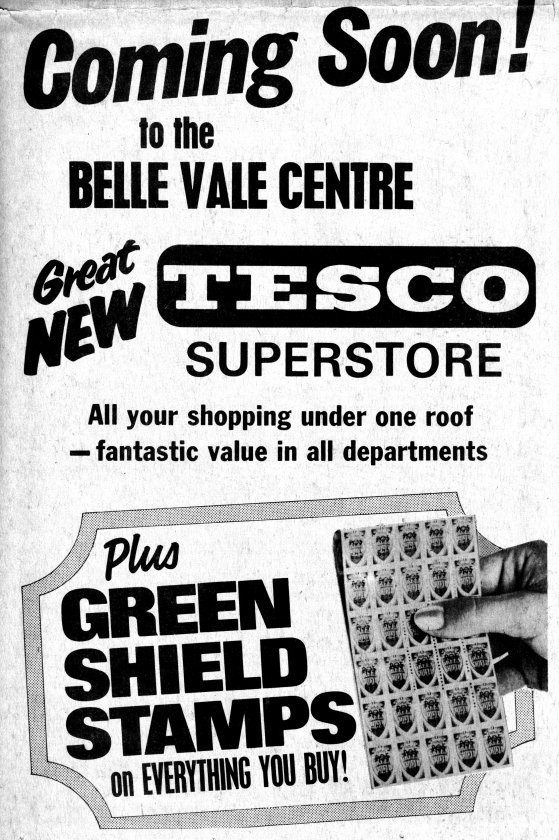 Coming Soon!
to the
BELLE VALE CENTRE
Great
NEW
TESCO
SUPERSTORE
All your shopping under one roof
— fantastic value in all departments
Plus
GREEN
SHIELD
STAMPS
on EVERYTHING YOU BUY!